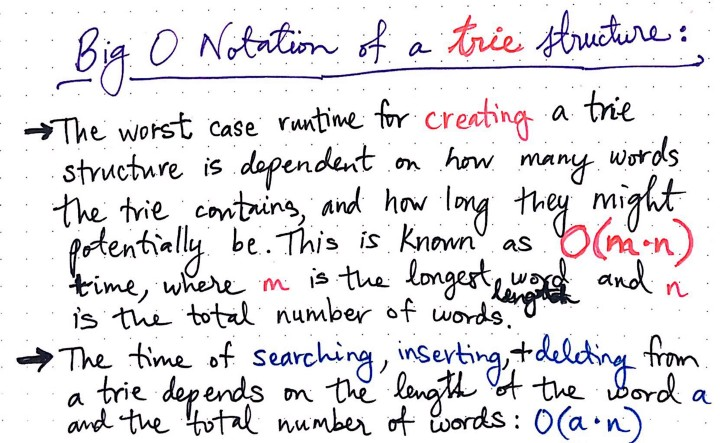 Big O Notation of a trie structure:
→ The worst case runtime for creating a trie
structure is dependent on how many words
the trie contains, and how long they might
potentially be. This is known as O(m·n)
time, where m is the longest word and n
is the total number of words.
→ The time of searching, inserting, + deleting from
a trie depends on the length of the word a
and the total number of words: O(a·n)